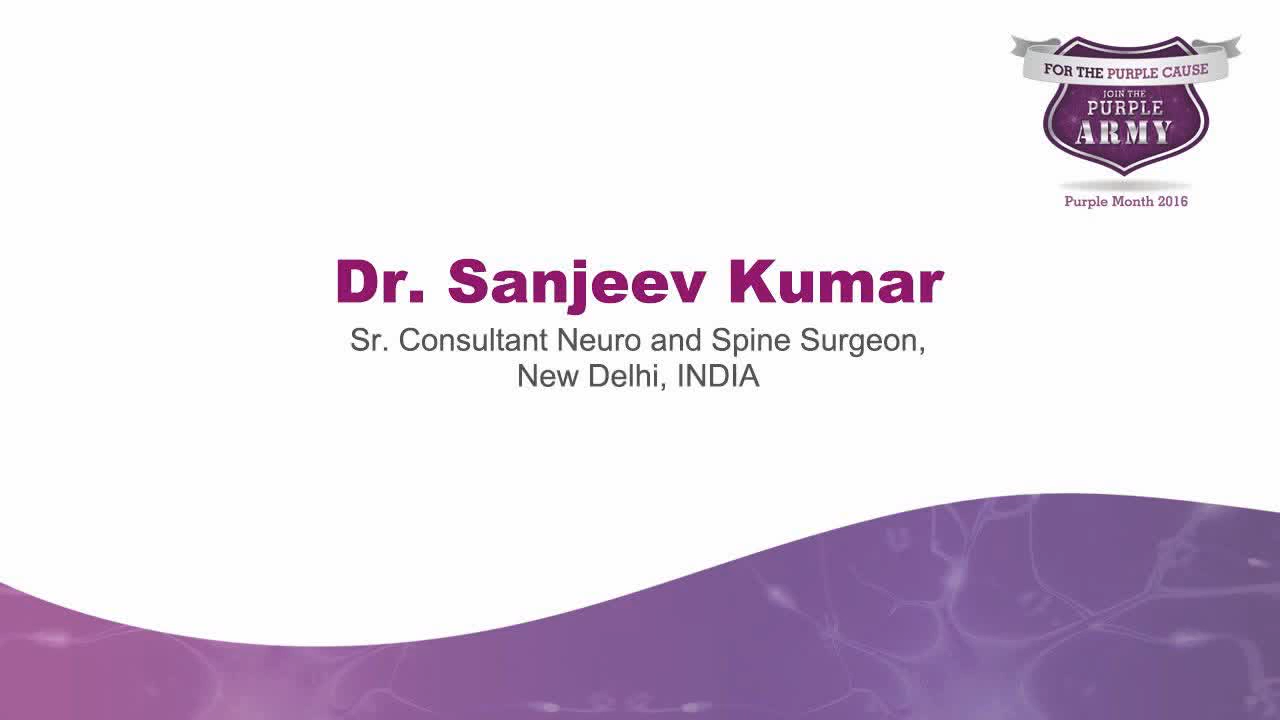 FOR THE PURPLE CAUSE
JOIN THE
PURPLE
ARMY
Purple Month 2016
Dr. Sanjeev Kumar
Sr. Consultant Neuro and Spine Surgeon,
New Delhi, INDIA